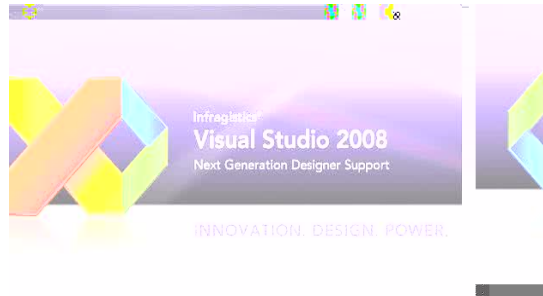 Infragistics®
Visual Studio 2008
Next Generation Designer Support
INNOVATION. DESIGN. POWER.